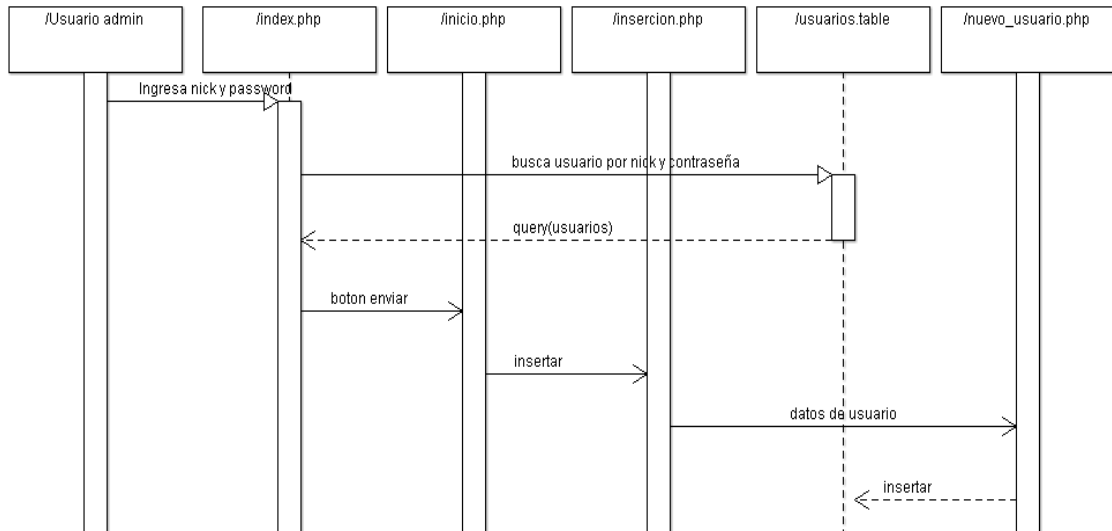 /Usuario admin
/index.php
/inicio.php
/insercion.php
/usuarios.table
/nuevo_usuario.php
Ingresa nick y password
busca usuario por nick y contraseña
query(usuarios)
boton enviar
insertar
datos de usuario
insertar